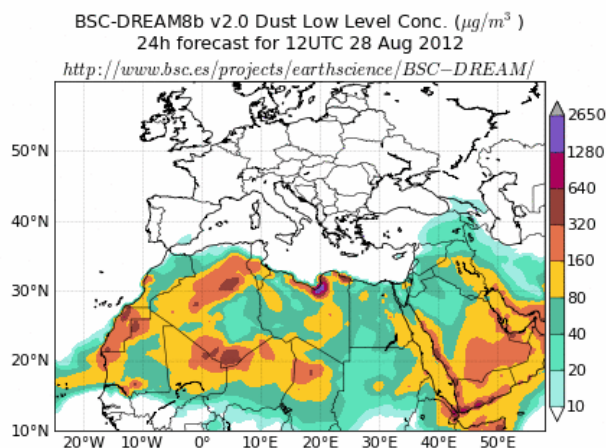 BSC-DREAM8b v2.0 Dust Low Level Conc. (μg/m³ )
24h forecast for 12UTC 28 Aug 2012
http://www.bsc.es/projects/earthscience/BSC−DREAM/
50°N
40°N
30°N
20°N
10°N
20°W 10°W 0° 10°E 20°E 30°E 40°E 50°E
2650
1280
640
320
160
80
40
20
10